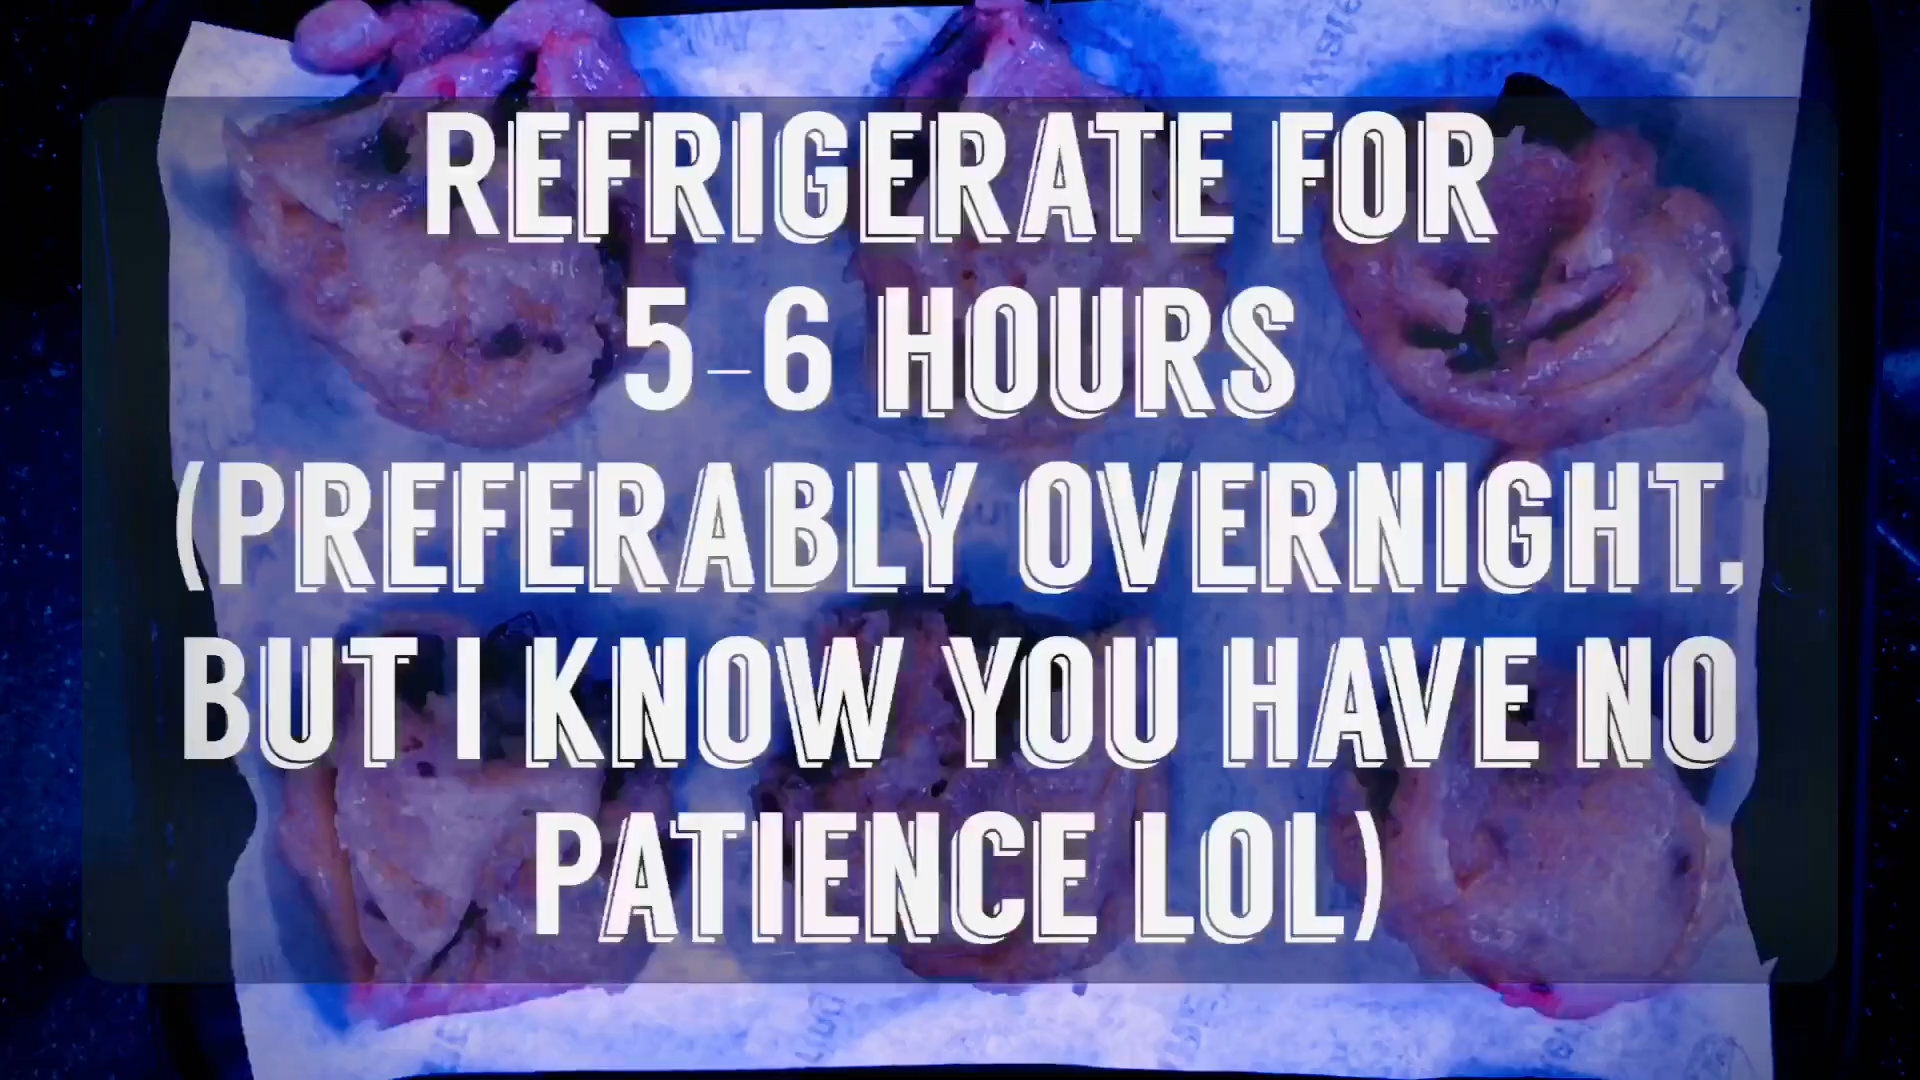 REFRIGERATE FOR
5-6 HOURS
(PREFERABLY OVERNIGHT,
BUT I KNOW YOU HAVE NO
PATIENCE LOL)